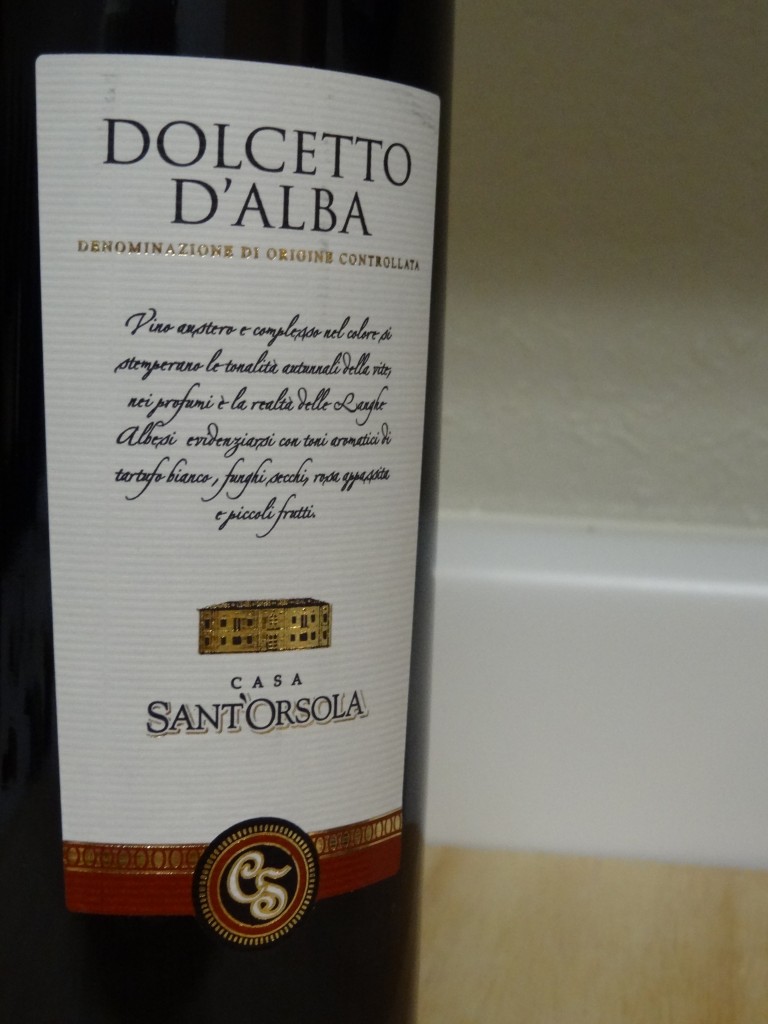 DOLCETTO
D'ALBA
DENOMINAZIONE DI ORIGINE CONTROLLATA
Vino austero e complesso nel colore si
stemperano le tonalità autunnali della vite,
nei profumi è la realtà delle Langhe
Albesi evidenziarsi con toni aromatici di
tartufo bianco, funghi secchi, rosa appassita
e piccoli frutti.
CASA
SANT'ORSOLA
CS